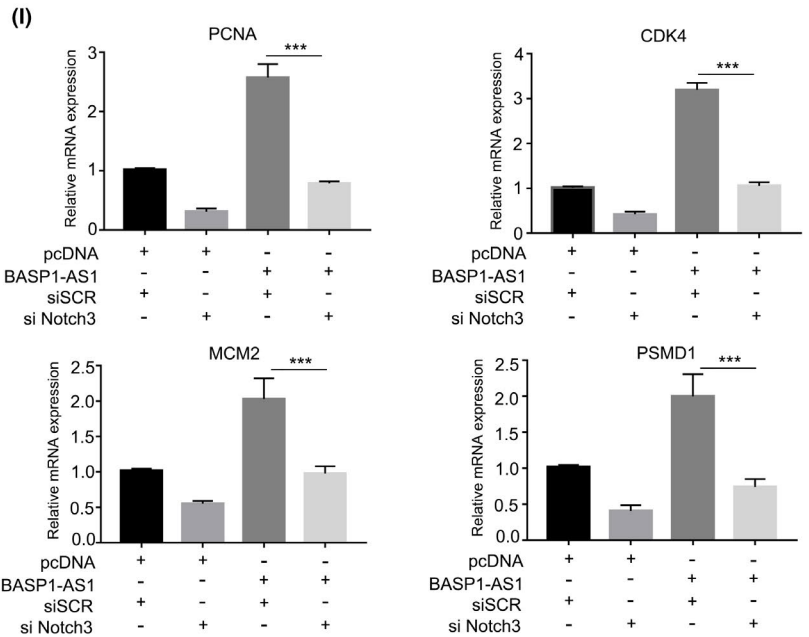 (I)
PCNA
***
Relative mRNA expression
3
2
1
0
pcDNA + + - -
BASP1-AS1 - - + +
siSCR + - + -
si Notch3 - + - +
CDK4
***
Relative mRNA expression
4
3
2
1
0
pcDNA + + - -
BASP1-AS1 - - + +
siSCR + - + -
si Notch3 - + - +
MCM2
***
Relative mRNA expression
2.5
2.0
1.5
1.0
0.5
0.0
pcDNA + + - -
BASP1-AS1 - - + +
siSCR + - + -
si Notch3 - + - +
PSMD1
***
Relative mRNA expression
2.5
2.0
1.5
1.0
0.5
0.0
pcDNA + + - -
BASP1-AS1 - - + +
siSCR + - + -
si Notch3 - + - +